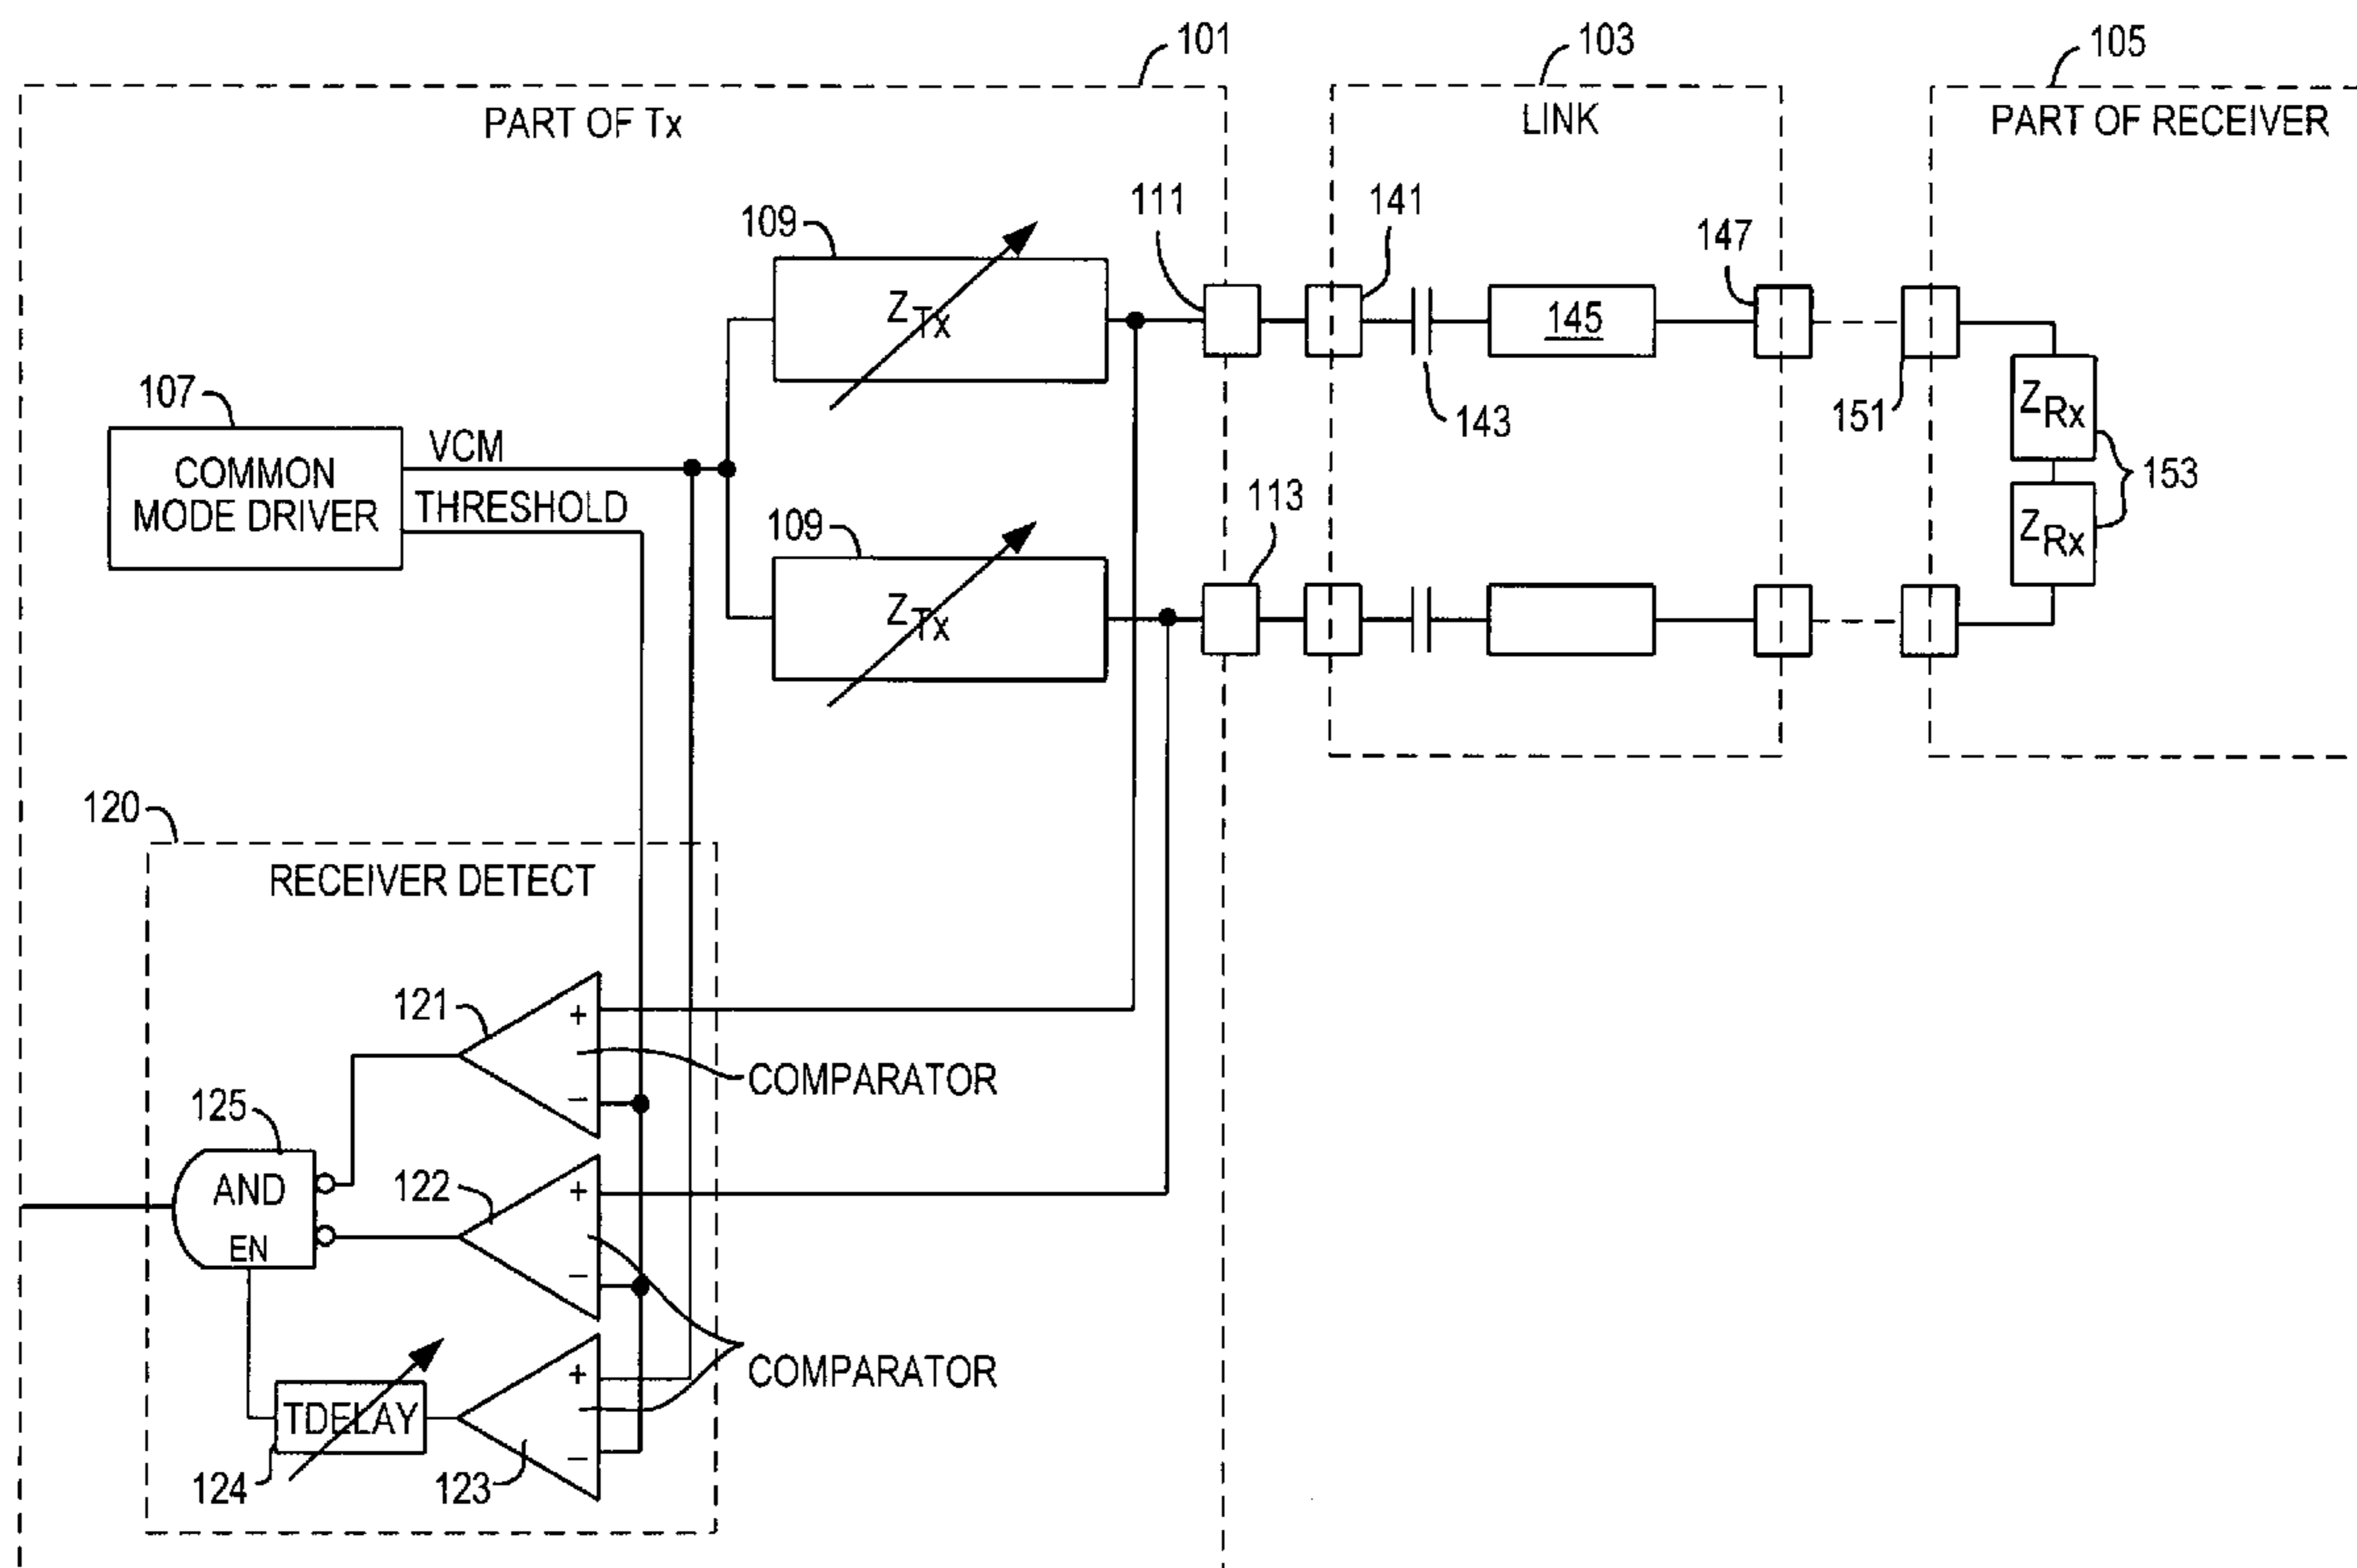 101
103
105
PART OF Tx
LINK
PART OF RECEIVER
109
111
141
147
ZTx
145
107
VCM
143
151
ZRx
COMMON
MODE DRIVER
THRESHOLD
109
113
153
ZRx
ZTx
120
RECEIVER DETECT
121
+
−
COMPARATOR
125
AND
EN
122
+
−
COMPARATOR
+
TDELAY
−
124
123